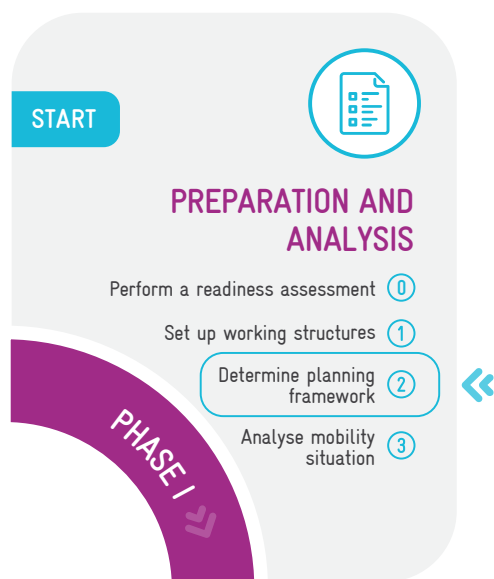 START
PREPARATION AND
ANALYSIS
Perform a readiness assessment 0
Set up working structures 1
Determine planning
framework 2
Analyse mobility
situation 3
PHASE I